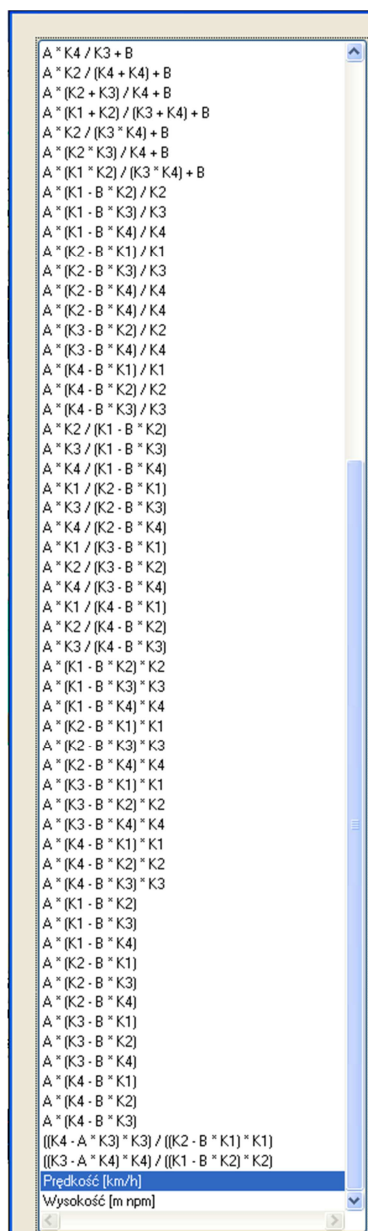 A * K4 / K3 + B
A * K2 / (K4 + K4) + B
A * (K2 + K3) / K4 + B
A * (K1 + K2) / (K3 + K4) + B
A * K2 / (K3 * K4) + B
A * (K2 * K3) / K4 + B
A * (K1 * K2) / (K3 * K4) + B
A * (K1 - B * K2) / K2
A * (K1 - B * K3) / K3
A * (K1 - B * K4) / K4
A * (K2 - B * K1) / K1
A * (K2 - B * K3) / K3
A * (K2 - B * K4) / K4
A * (K2 - B * K4) / K4
A * (K3 - B * K2) / K2
A * (K3 - B * K4) / K4
A * (K4 - B * K1) / K1
A * (K4 - B * K2) / K2
A * (K4 - B * K3) / K3
A * K2 / (K1 - B * K2)
A * K3 / (K1 - B * K3)
A * K4 / (K1 - B * K4)
A * K1 / (K2 - B * K1)
A * K3 / (K2 - B * K3)
A * K4 / (K2 - B * K4)
A * K1 / (K3 - B * K1)
A * K2 / (K3 - B * K2)
A * K4 / (K3 - B * K4)
A * K1 / (K4 - B * K1)
A * K2 / (K4 - B * K2)
A * K3 / (K4 - B * K3)
A * (K1 - B * K2) * K2
A * (K1 - B * K3) * K3
A * (K1 - B * K4) * K4
A * (K2 - B * K1) * K1
A * (K2 - B * K3) * K3
A * (K2 - B * K4) * K4
A * (K3 - B * K1) * K1
A * (K3 - B * K2) * K2
A * (K3 - B * K4) * K4
A * (K4 - B * K1) * K1
A * (K4 - B * K2) * K2
A * (K4 - B * K3) * K3
A * (K1 - B * K2)
A * (K1 - B * K3)
A * (K1 - B * K4)
A * (K2 - B * K1)
A * (K2 - B * K3)
A * (K2 - B * K4)
A * (K3 - B * K1)
A * (K3 - B * K2)
A * (K3 - B * K4)
A * (K4 - B * K1)
A * (K4 - B * K2)
A * (K4 - B * K3)
((K4 - A * K3) * K3) / ((K2 - B * K1) * K1)
((K3 - A * K4) * K4) / ((K1 - B * K2) * K2)
Prędkość [km/h]
Wysokość [m npm]